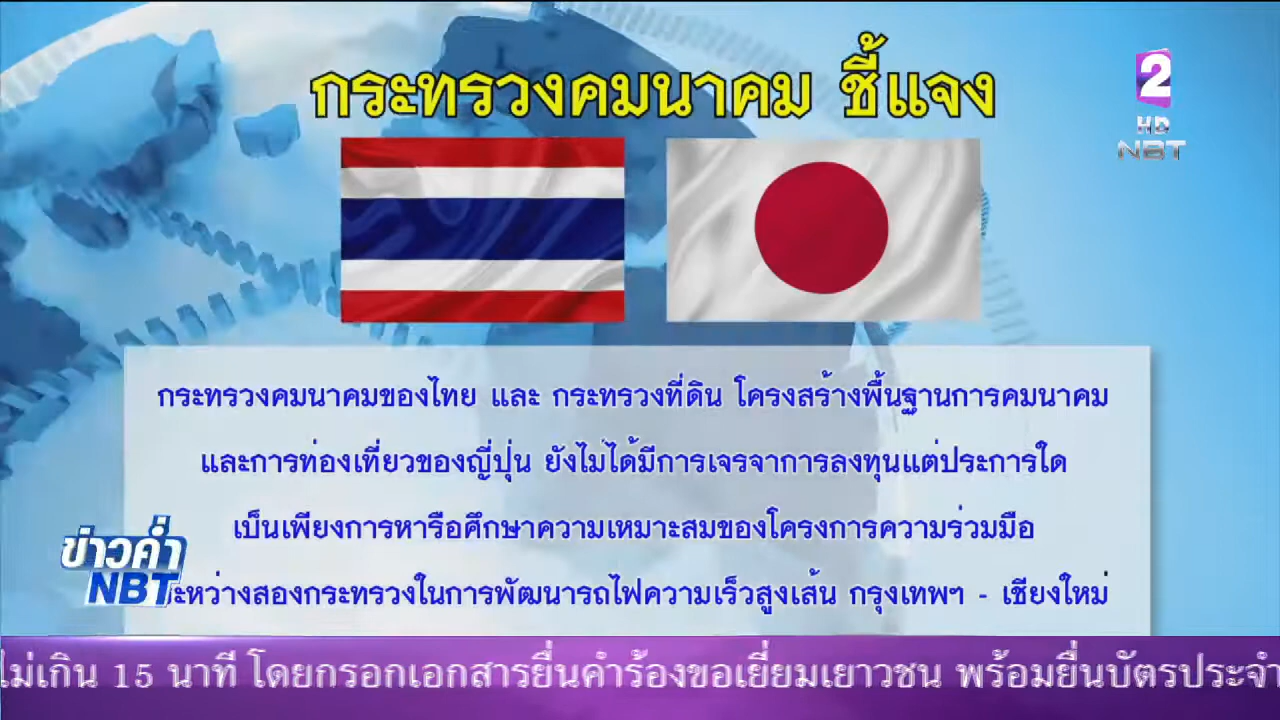 กระทรวงคมนาคม ชี้แจง
2
HD
NBT
กระทรวงคมนาคมของไทย และ กระทรวงที่ดิน โครงสร้างพื้นฐานการคมนาคม
และการท่องเที่ยวของญี่ปุ่น ยังไม่ได้มีการเจรจาการลงทุนแต่ประการใด
เป็นเพียงการหารือศึกษาความเหมาะสมของโครงการความร่วมมือ
ระหว่างสองกระทรวงในการพัฒนารถไฟความเร็วสูงเส้น กรุงเทพฯ - เชียงใหม่
ข่าวค่ำ
NBT
ไม่เกิน 15 นาที โดยกรอกเอกสารยื่นคำร้องขอเยี่ยมเยาวชน พร้อมยื่นบัตรประจำ